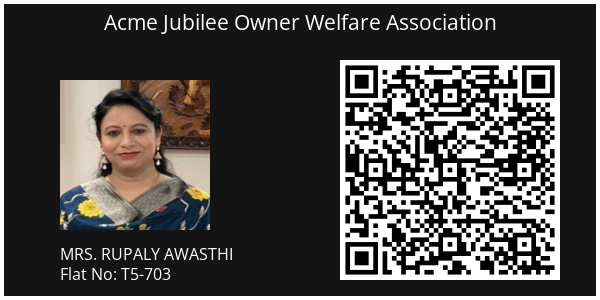 Acme Jubilee Owner Welfare Association
MRS. RUPALY AWASTHI
Flat No: T5-703